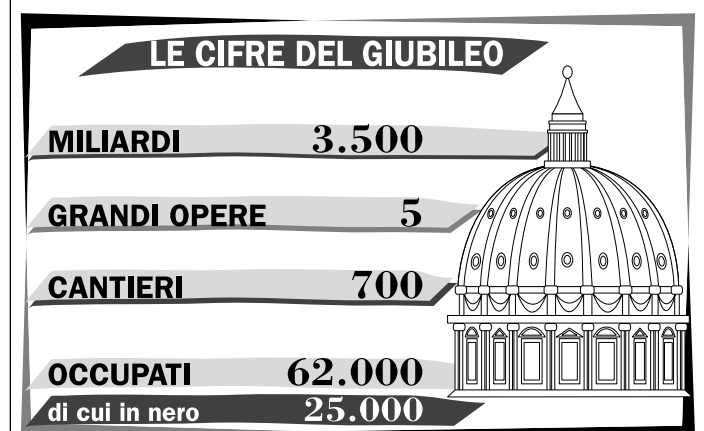 LE CIFRE DEL GIUBILEO
MILIARDI 3.500
GRANDI OPERE 5
CANTIERI 700
OCCUPATI 62.000
di cui in nero 25.000